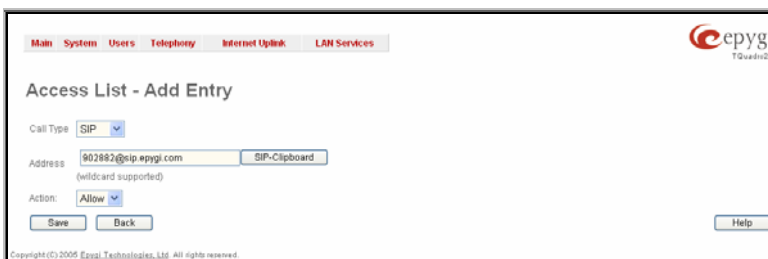 Main System Users Telephony Internet Uplink LAN Services
epygi
TQuadro2
Access List - Add Entry
Call Type SIP
Address 902882@sip.epygi.com SIP-Clipboard
(wildcard supported)
Action: Allow
Save Back Help
Copyright (C) 2005 Epygi Technologies, Ltd. All rights reserved.